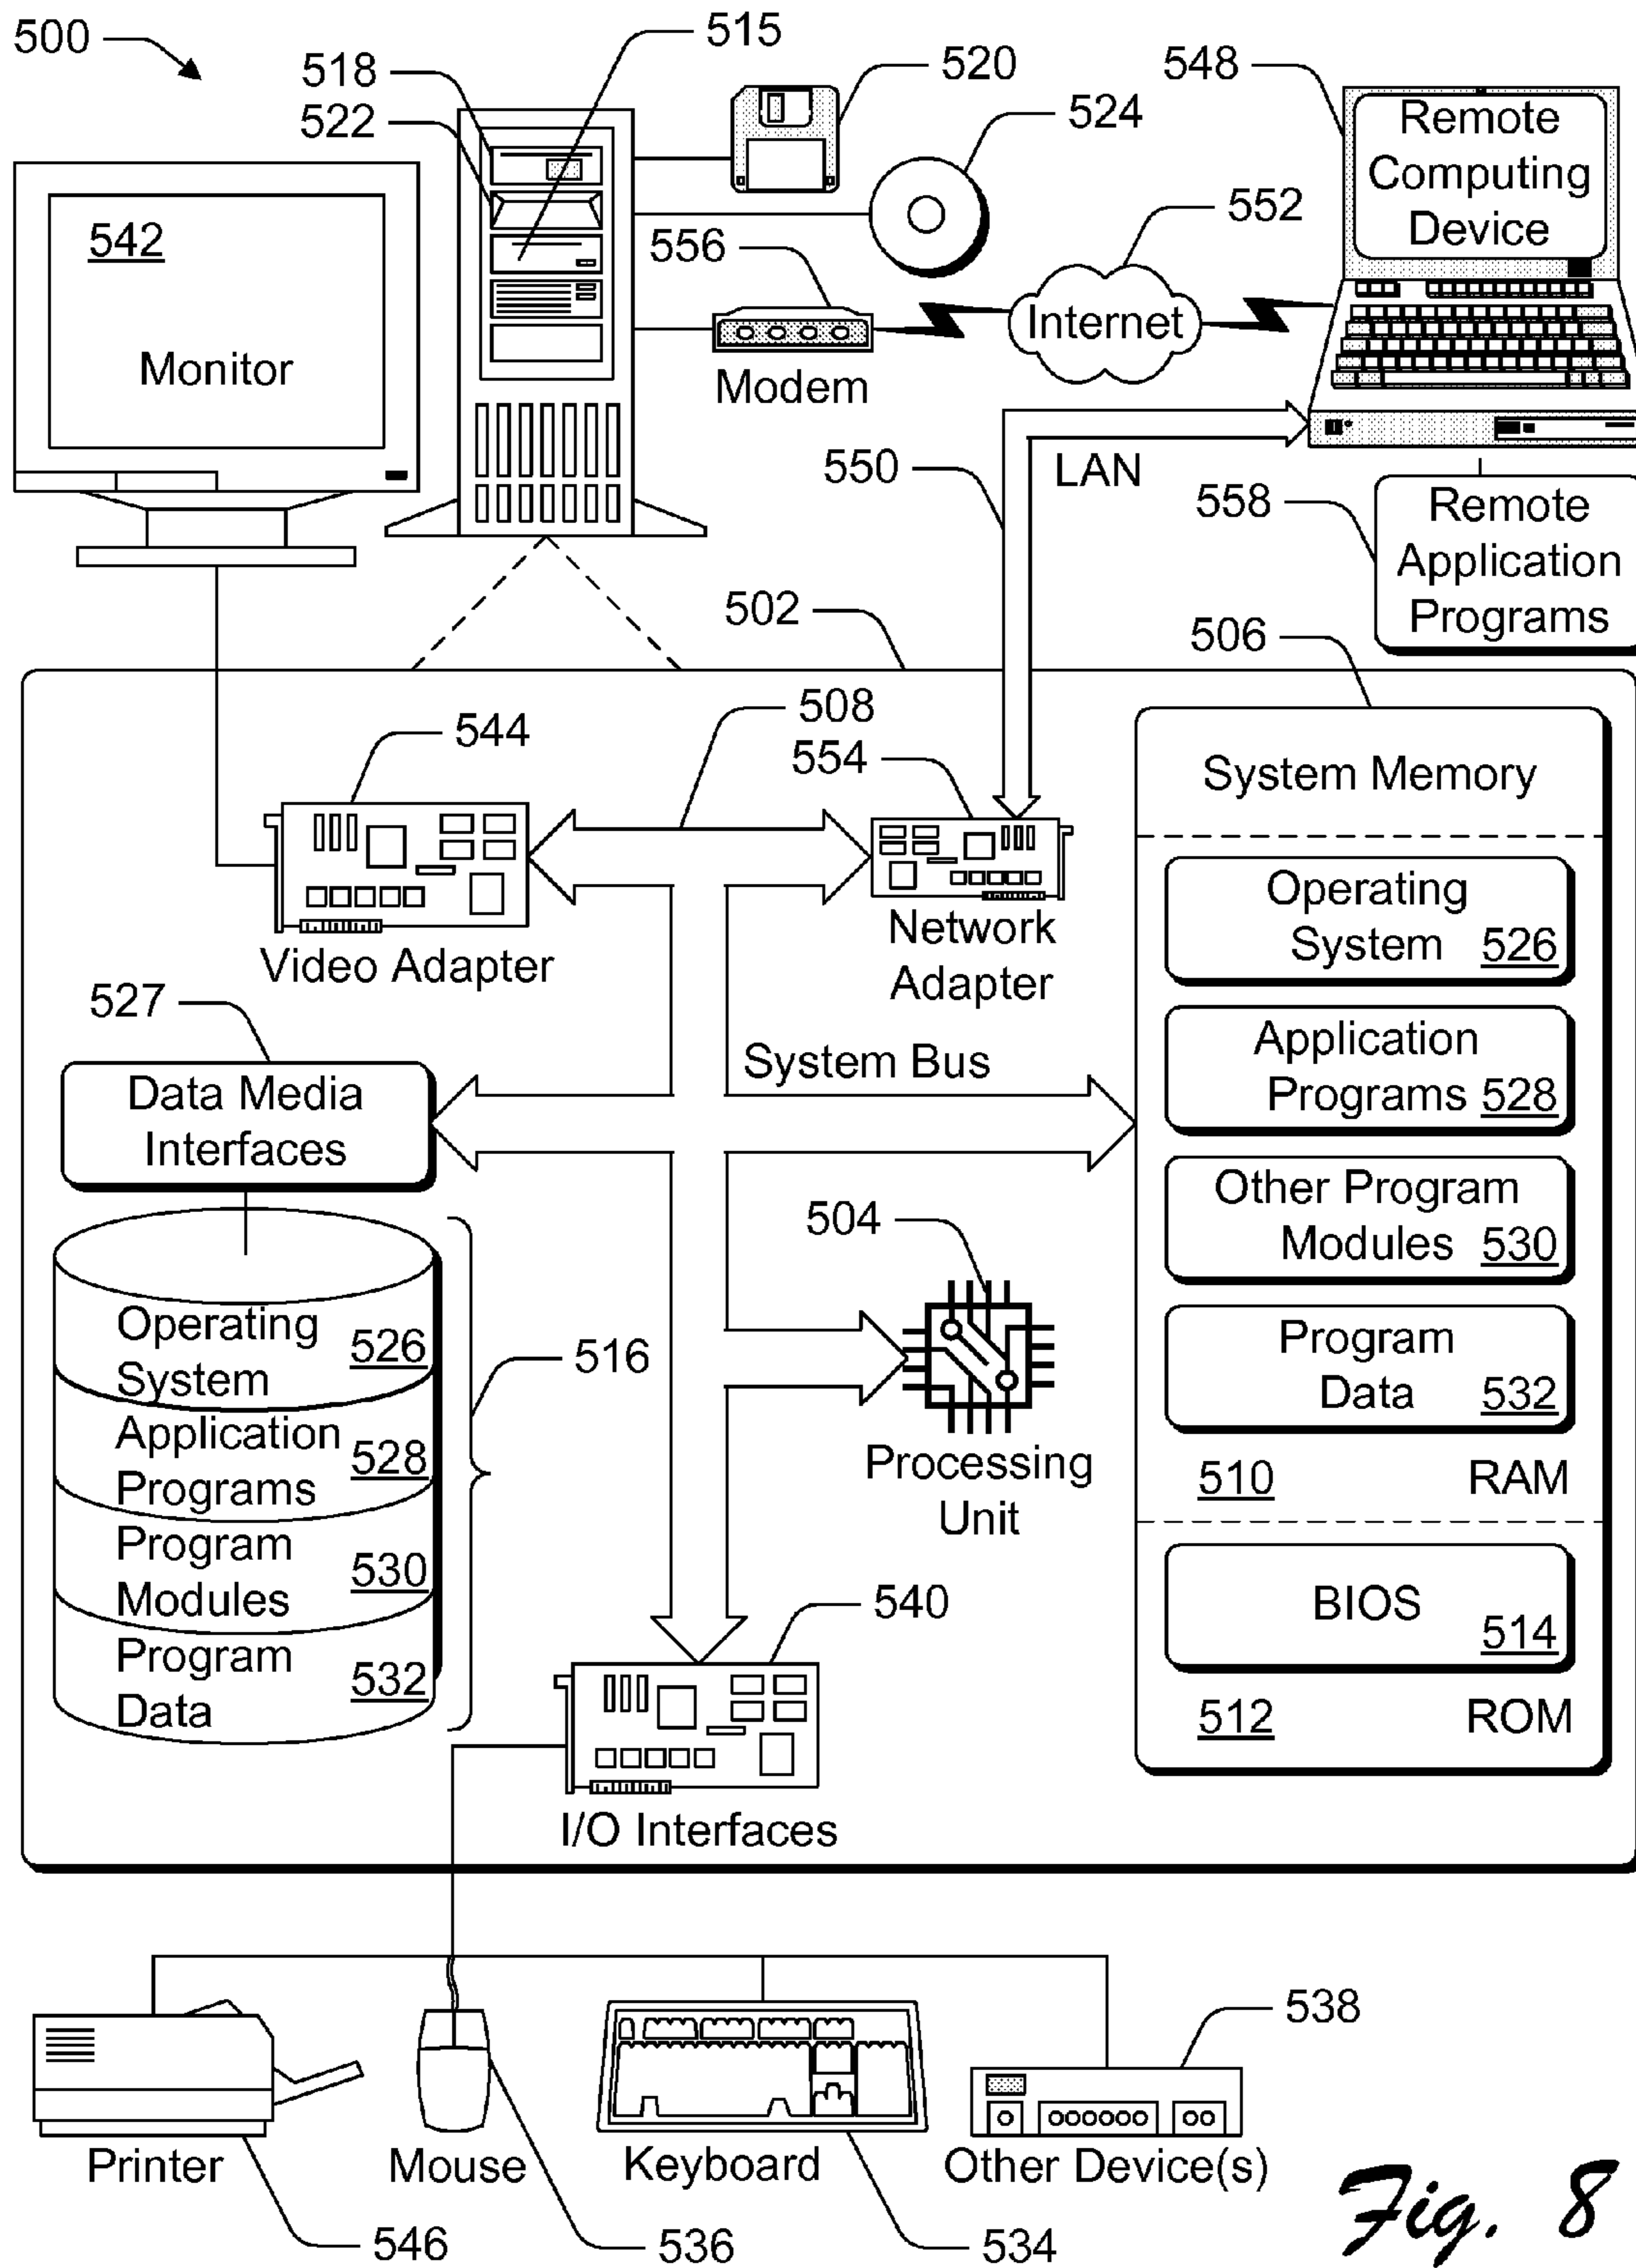 500
515
518
522
520
524
548
Remote
Computing
Device
542
Monitor
556
Modem
552
Internet
550
LAN
558
Remote
Application
Programs
502
506
544
Video Adapter
508
554
Network
Adapter
System Memory
Operating
System 526
Application
Programs 528
Other Program
Modules 530
Program
Data 532
510 RAM
BIOS
514
512 ROM
527
Data Media
Interfaces
System Bus
504
Processing
Unit
Operating
System 526
Application
Programs 528
Program
Modules 530
Program
Data 532
516
540
I/O Interfaces
538
Printer
Mouse
Keyboard
Other Device(s)
546
536
534
Fig. 8